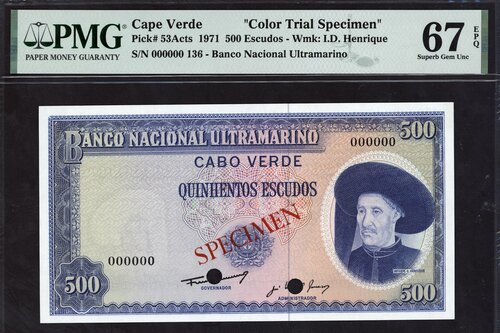 PMG
PAPER MONEY GUARANTY
Cape Verde "Color Trial Specimen"
Pick# 53Acts 1971 500 Escudos - Wmk: I.D. Henrique
S/N 000000 136 - Banco Nacional Ultramarino
67 EPQ
Superb Gem Unc
BANCO NACIONAL ULTRAMARINO 500
000000
CABO VERDE
QUINHENTOS ESCUDOS
SPECIMEN
000000
500
GOVERNADOR
ADMINISTRADOR
500